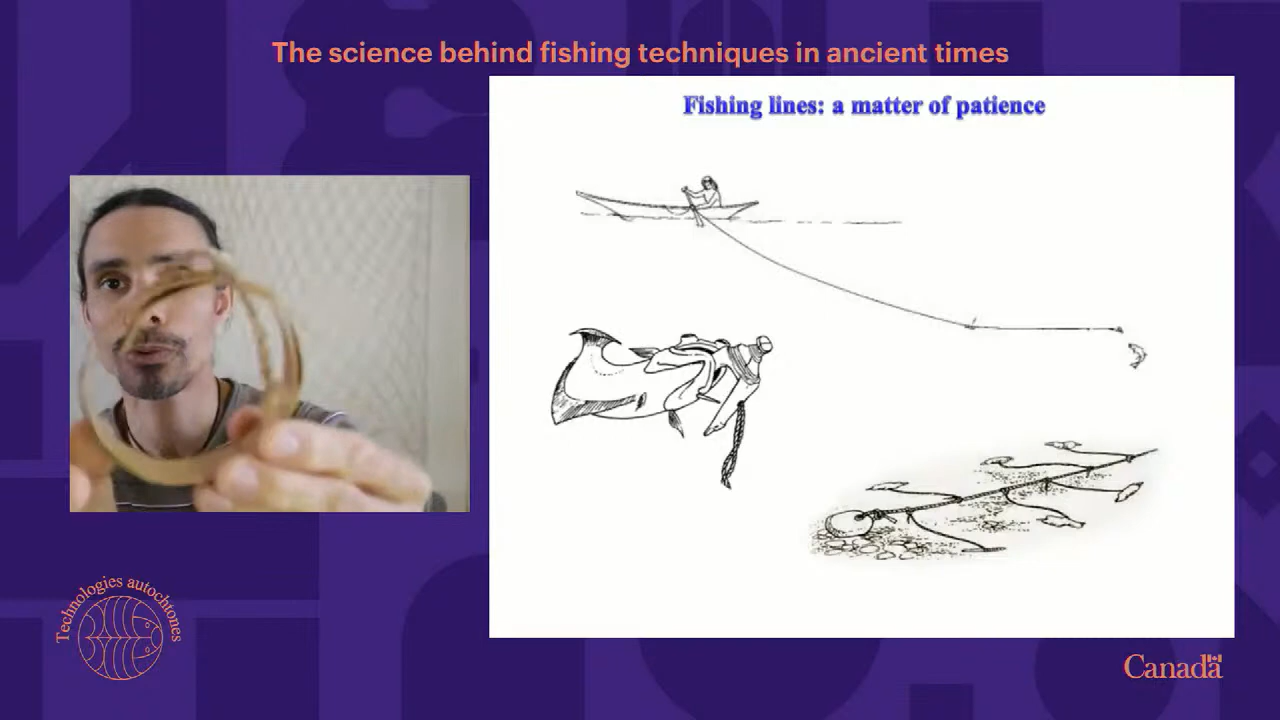 The science behind fishing techniques in ancient times
Fishing lines: a matter of patience
Technologies autochtones
Canada